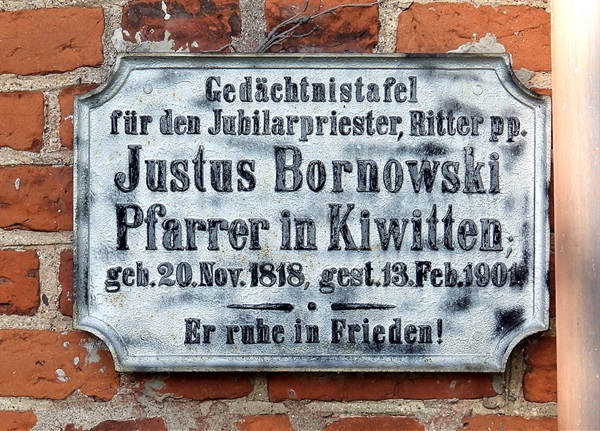 Gedächtnistafel
für den Jubilarpriester, Ritter pp.
Justus Bornowski
Pfarrer in Kiwitten,
geb. 20. Nov. 1818, gest. 13. Feb. 1901.
Er ruhe in Frieden!